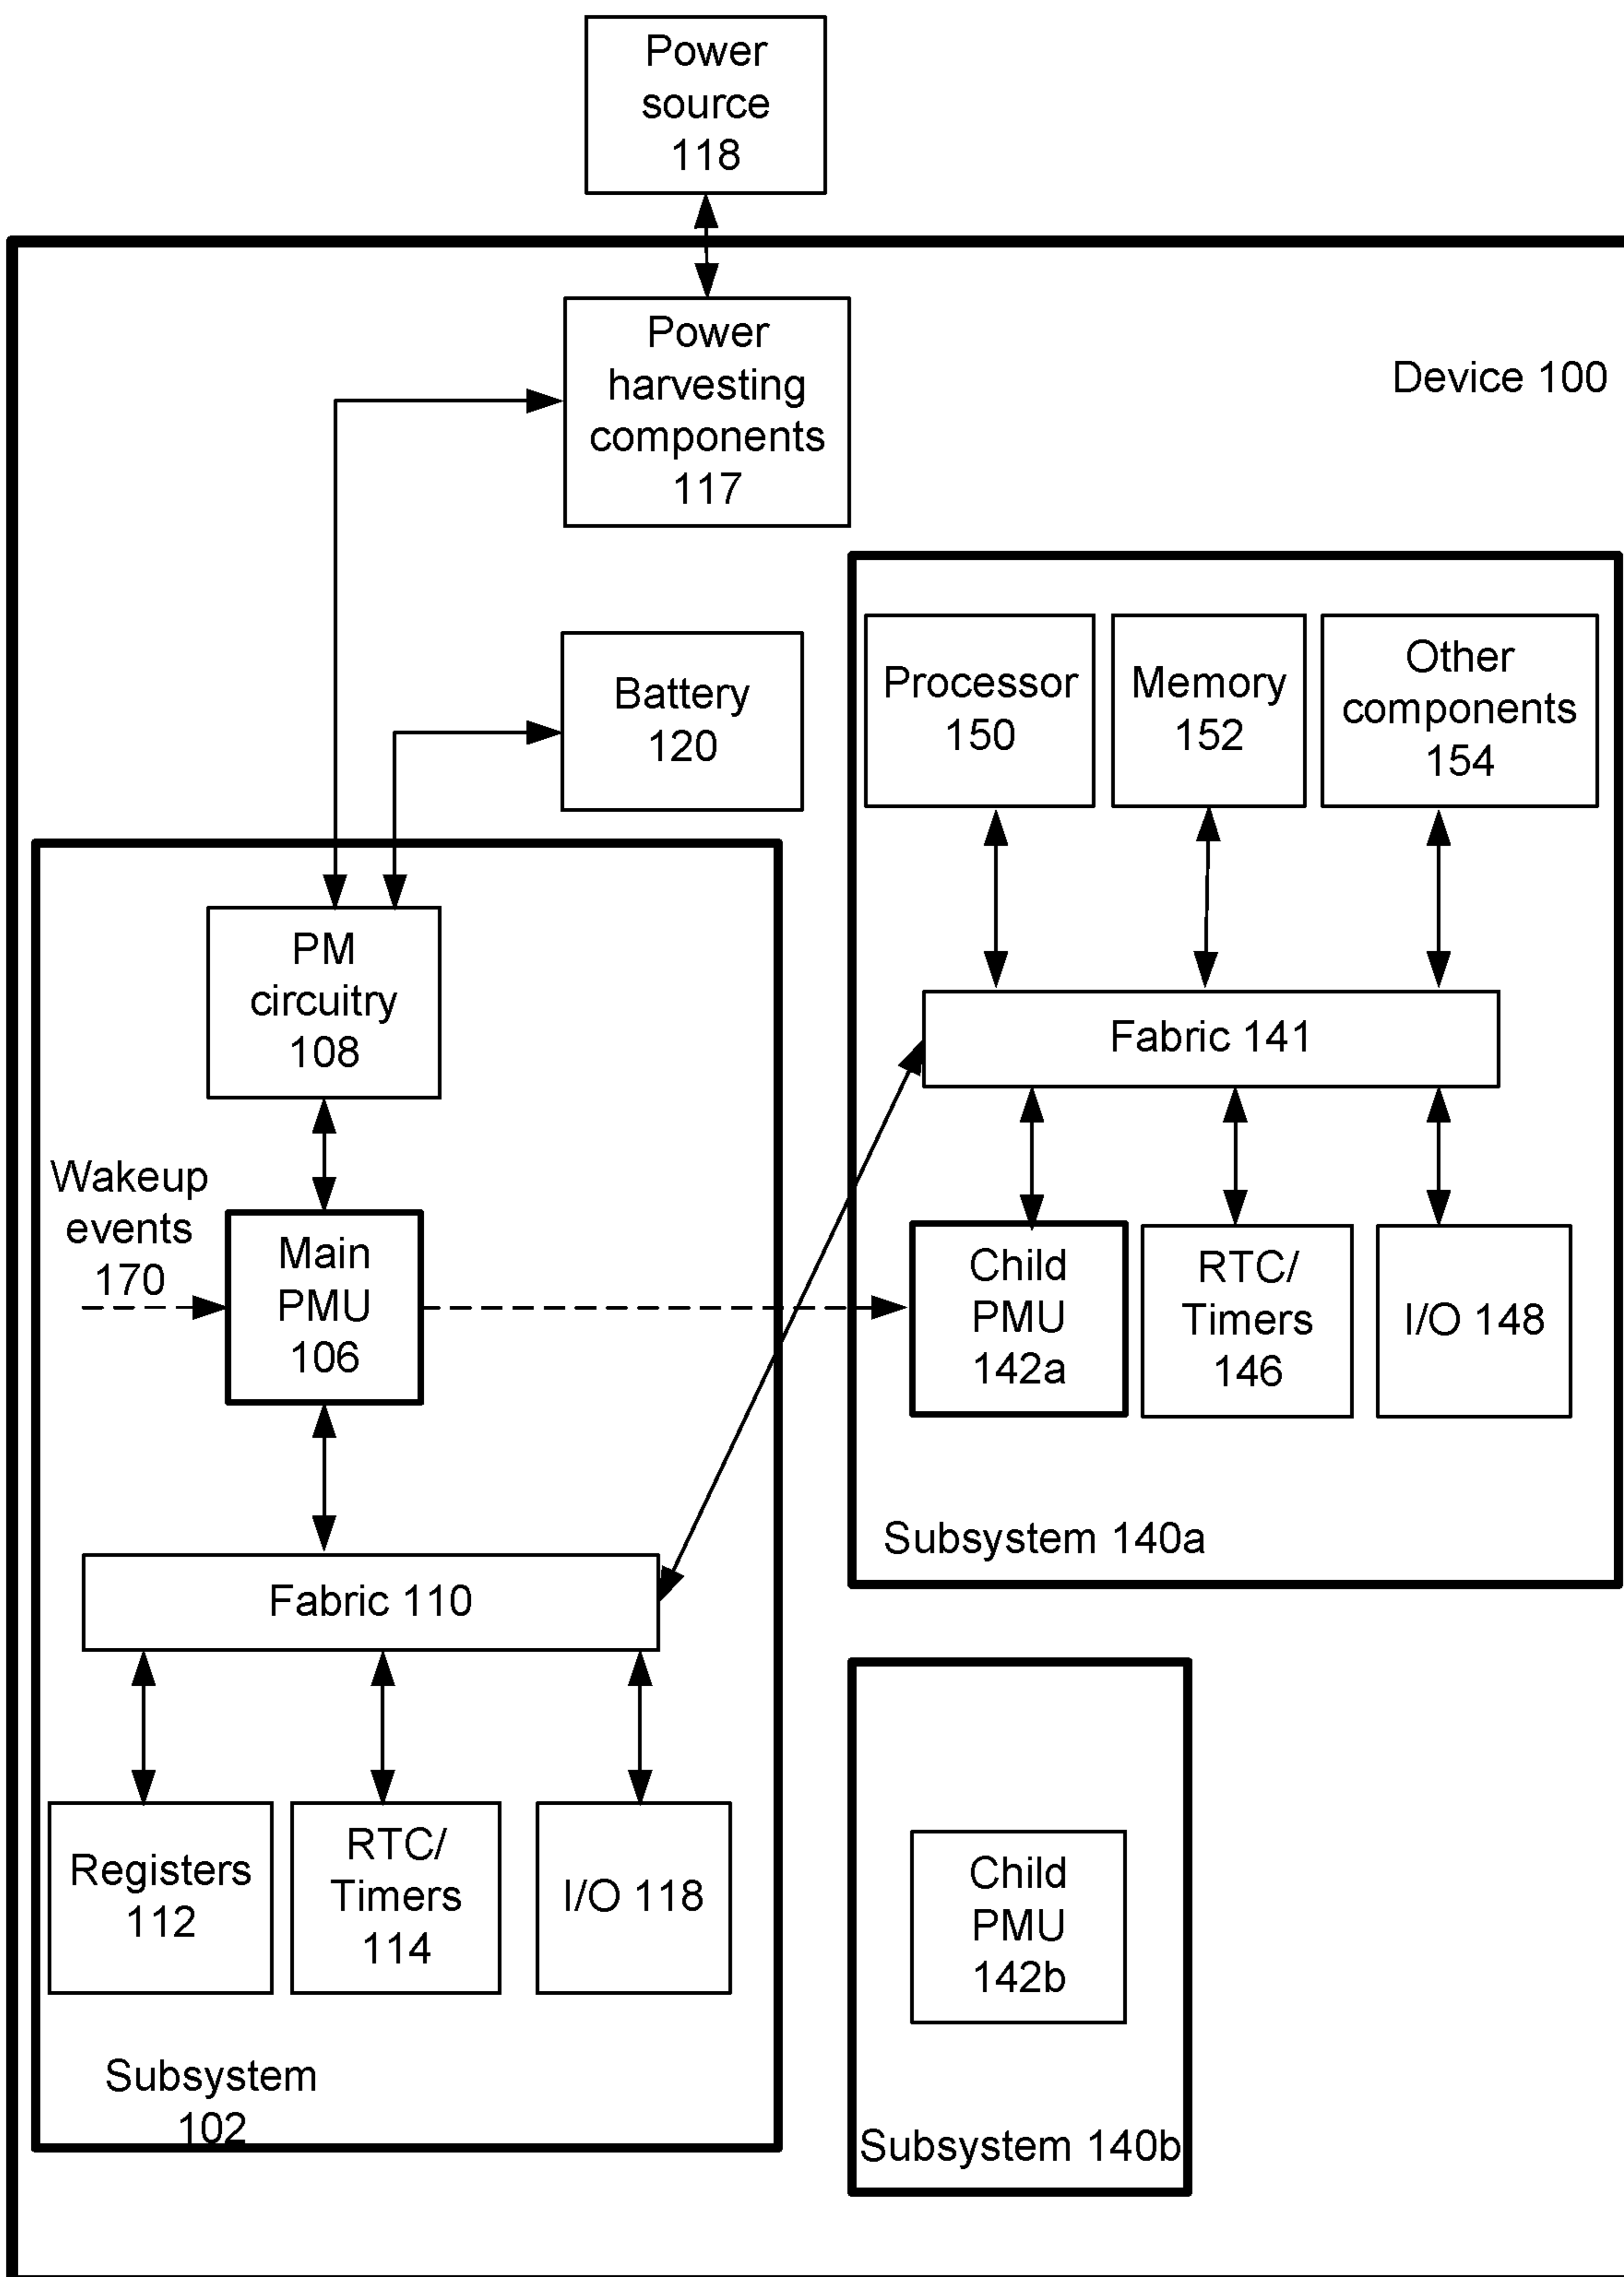 Power
source
118
Power
harvesting
components
117
Device 100
Battery
120
Processor
150
Memory
152
Other
components
154
PM
circuitry
108
Fabric 141
Wakeup
events
170
Main
PMU
106
Child
PMU
142a
RTC/
Timers
146
I/O 148
Subsystem 140a
Fabric 110
Registers
112
RTC/
Timers
114
I/O 118
Child
PMU
142b
Subsystem
102
Subsystem 140b